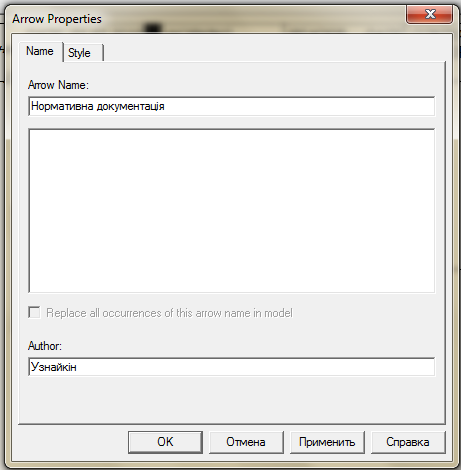 Arrow Properties
Name Style
Arrow Name:
Нормативна документація
Replace all occurrences of this arrow name in model
Author:
Узнайкін
OK Отмена Применить Справка